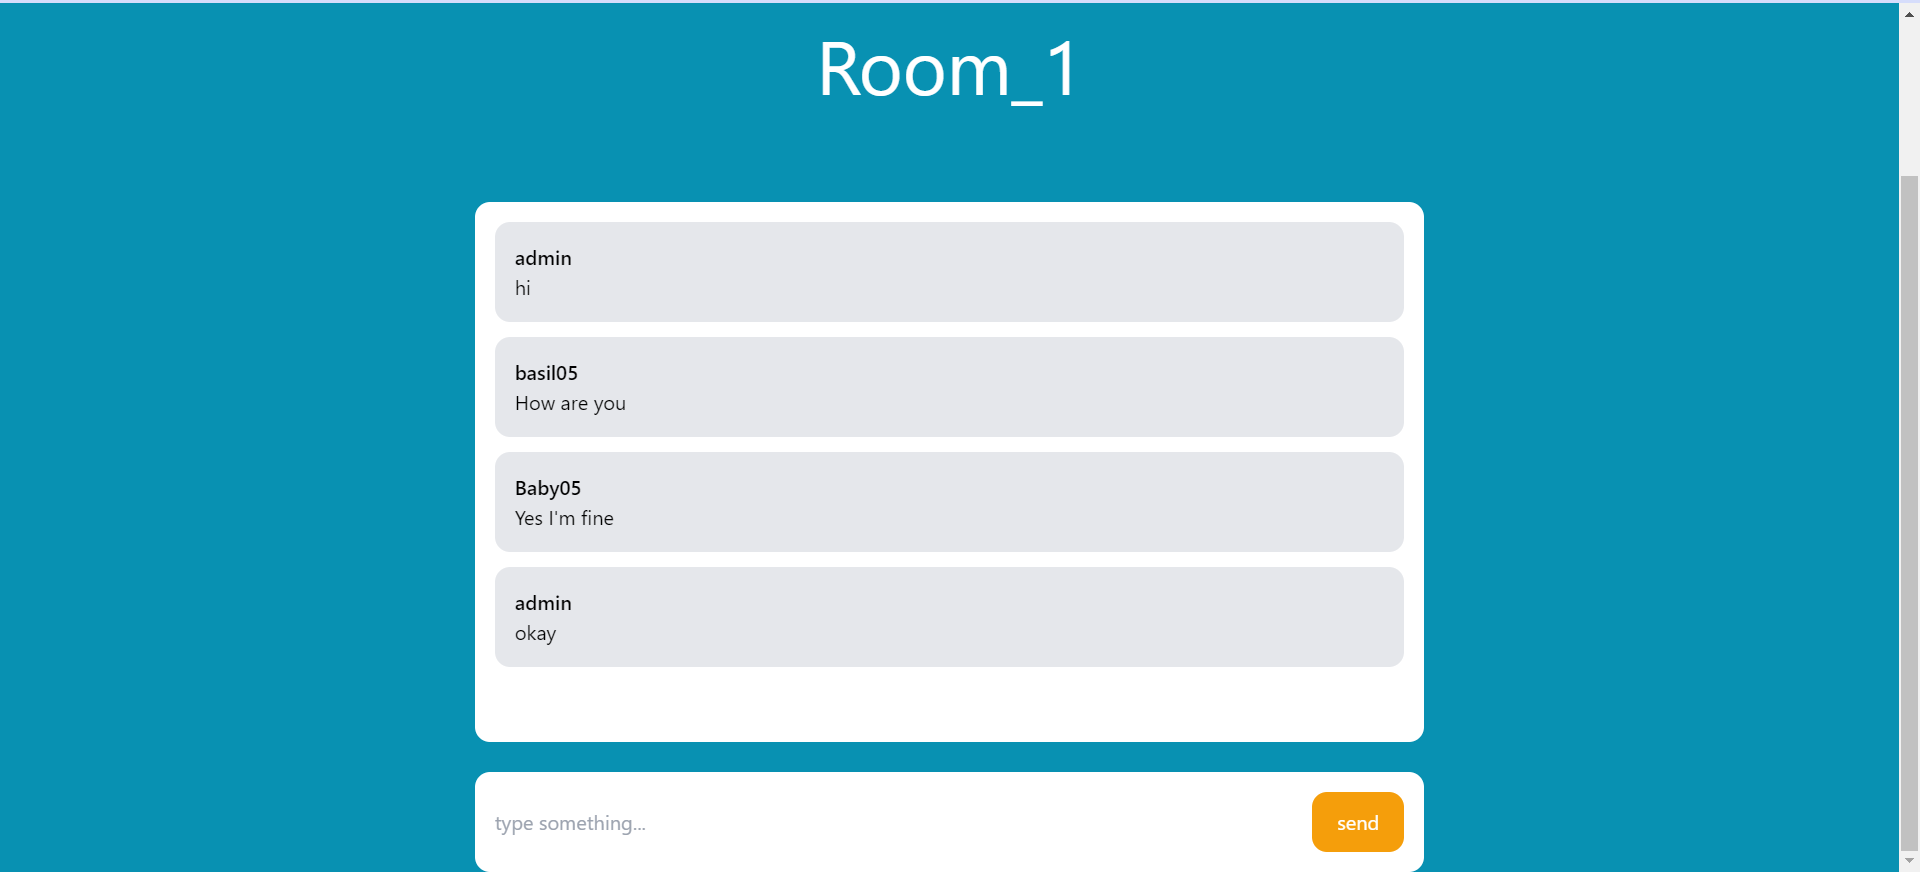 Room_1
admin
hi
basil05
How are you
Baby05
Yes I'm fine
admin
okay
type something...
send